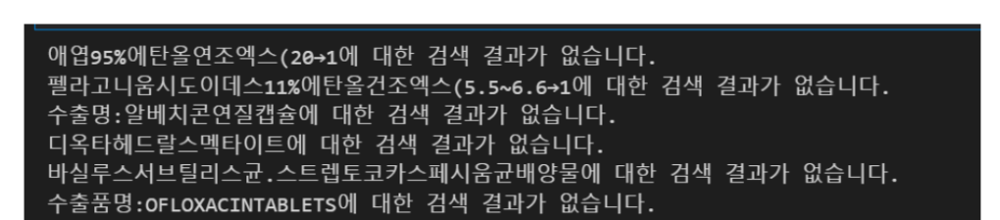 애엽95%에탄올연조엑스(20→1에 대한 검색 결과가 없습니다.
펠라고니움시도이데스11%에탄올건조엑스(5.5~6.6→1에 대한 검색 결과가 없습니다.
수출명:알베치콘연질캡슐에 대한 검색 결과가 없습니다.
디옥타헤드랄스멕타이트에 대한 검색 결과가 없습니다.
바실루스서브틸리스균.스트렙토코카스페시움균배양물에 대한 검색 결과가 없습니다.
수출품명:OFLOXACINTABLETS에 대한 검색 결과가 없습니다.